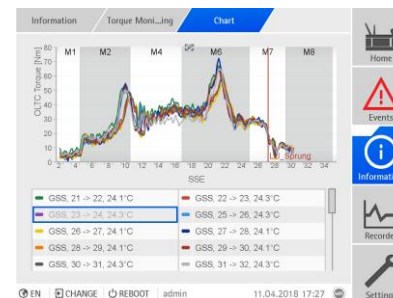 Information
Torque Moni...ing
Chart
OLTC Torque [Nm]
80
70
60
50
40
30
20
10
0
M1
M2
M4
M6
M7
M8
LD_Sprung
2 4 6 8 10 12 14 16 18 20 22 24 26 28 30 32 34
SSE
GSS, 21 -> 22, 24.1°C
GSS, 22 -> 23, 24.3°C
GSS, 23 -> 24, 24.3°C
GSS, 25 -> 26, 24.3°C
GSS, 26 -> 27, 24.1°C
GSS, 27 -> 28, 24.1°C
GSS, 28 -> 29, 24.1°C
GSS, 29 -> 30, 24.1°C
GSS, 30 -> 31, 24.3°C
GSS, 31 -> 32, 24.3°C
EN
CHANGE
REBOOT
admin
11.04.2018 17:27
Home
Events
Informati
Recorde
Setting